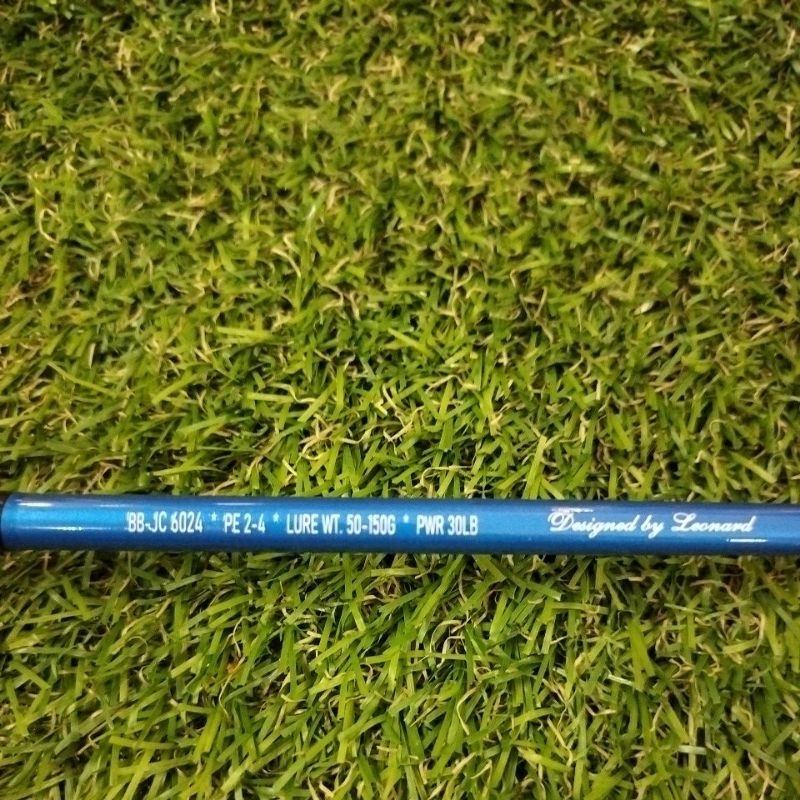 BB-JC 6024 * PE 2-4 * LURE WT. 50-150G * PWR 30LB Designed by Leonard